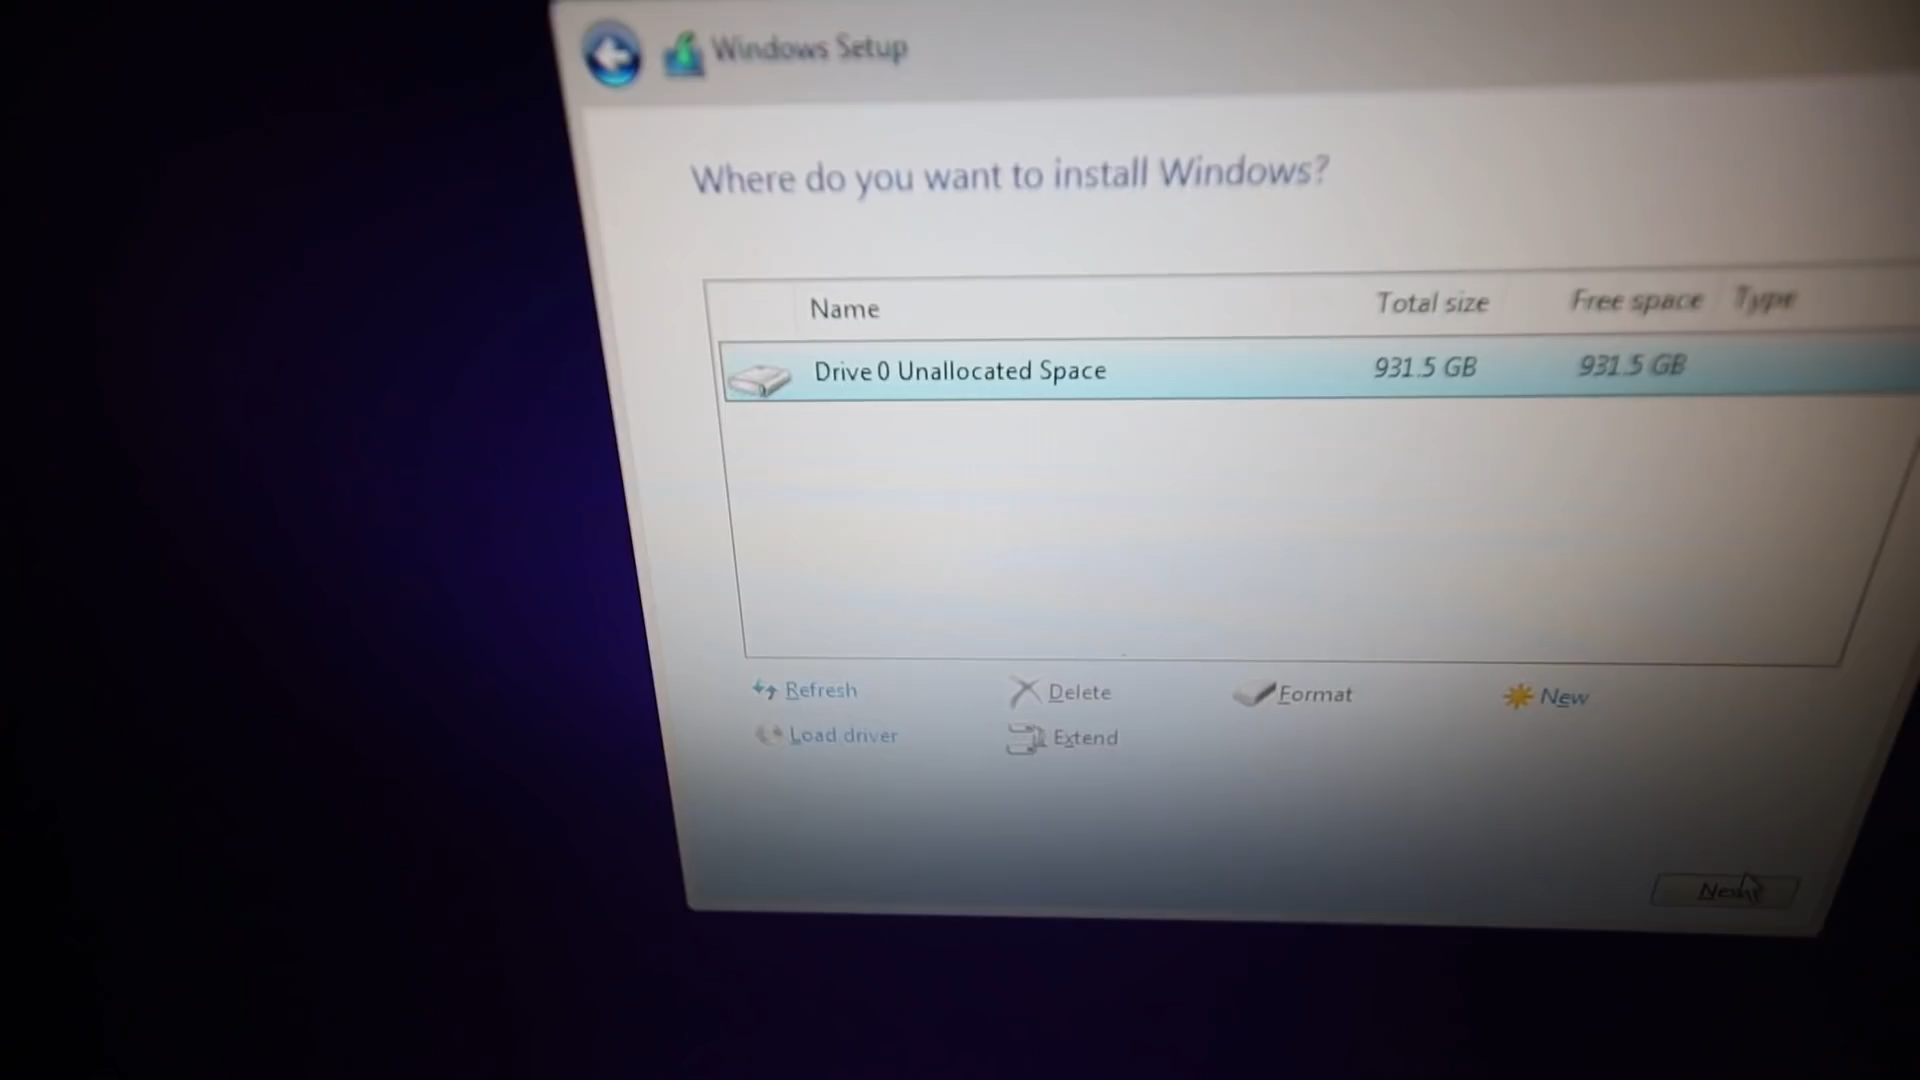 Windows Setup
Where do you want to install Windows?
Name Total size Free space Type
Drive 0 Unallocated Space 931.5 GB 931.5 GB
Refresh Delete Format New
Load driver Extend
Next